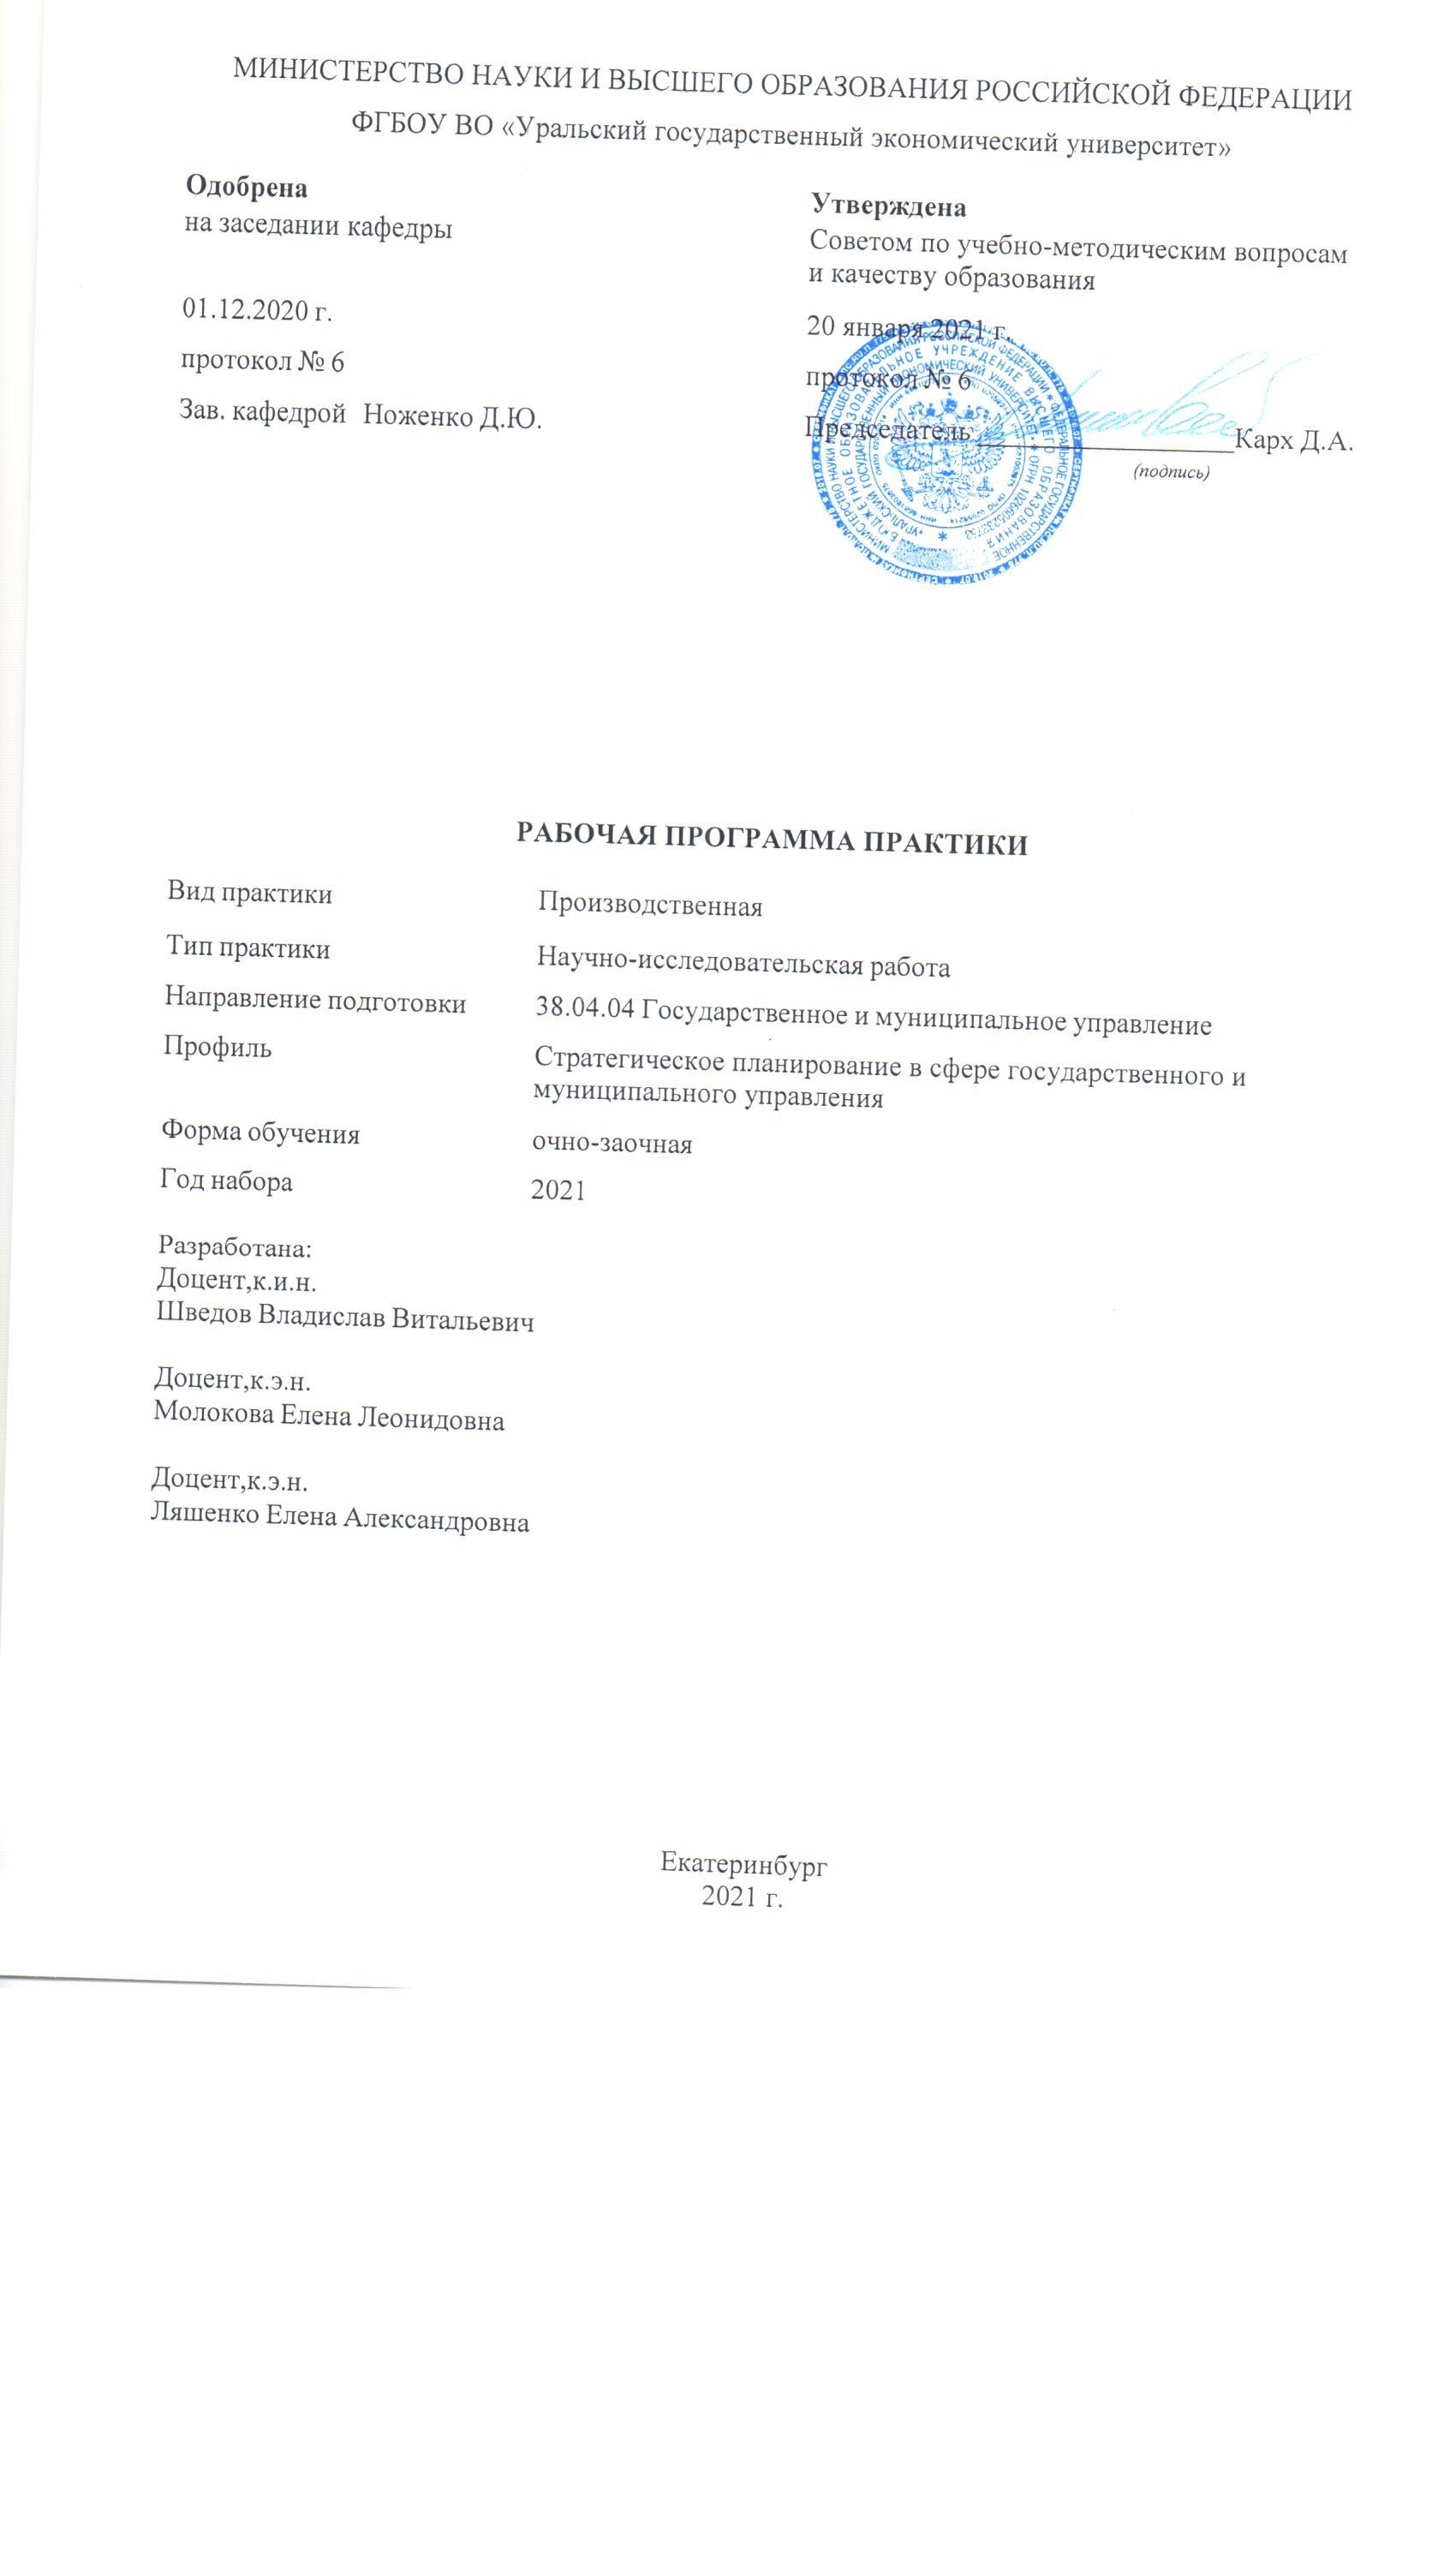 МИНИСТЕРСТВО НАУКИ И ВЫСШЕГО ОБРАЗОВАНИЯ РОССИЙСКОЙ ФЕДЕРАЦИИ
ФГБОУ ВО «Уральский государственный экономический университет»
Одобрена
на заседании кафедры
01.12.2020 г.
протокол № 6
Зав. кафедрой Ноженко Д.Ю.
Утверждена
Советом по учебно-методическим вопросам
и качеству образования
20 января 2021 г.
протокол № 6
Председатель Карх Д.А.
(подпись)
РАБОЧАЯ ПРОГРАММА ПРАКТИКИ
Вид практики Производственная
Тип практики Научно-исследовательская работа
Направление подготовки 38.04.04 Государственное и муниципальное управление
Профиль Стратегическое планирование в сфере государственного и
муниципального управления
Форма обучения очно-заочная
Год набора 2021
Разработана:
Доцент,к.и.н.
Шведов Владислав Витальевич
Доцент,к.э.н.
Молокова Елена Леонидовна
Доцент,к.э.н.
Ляшенко Елена Александровна
Екатеринбург
2021 г.